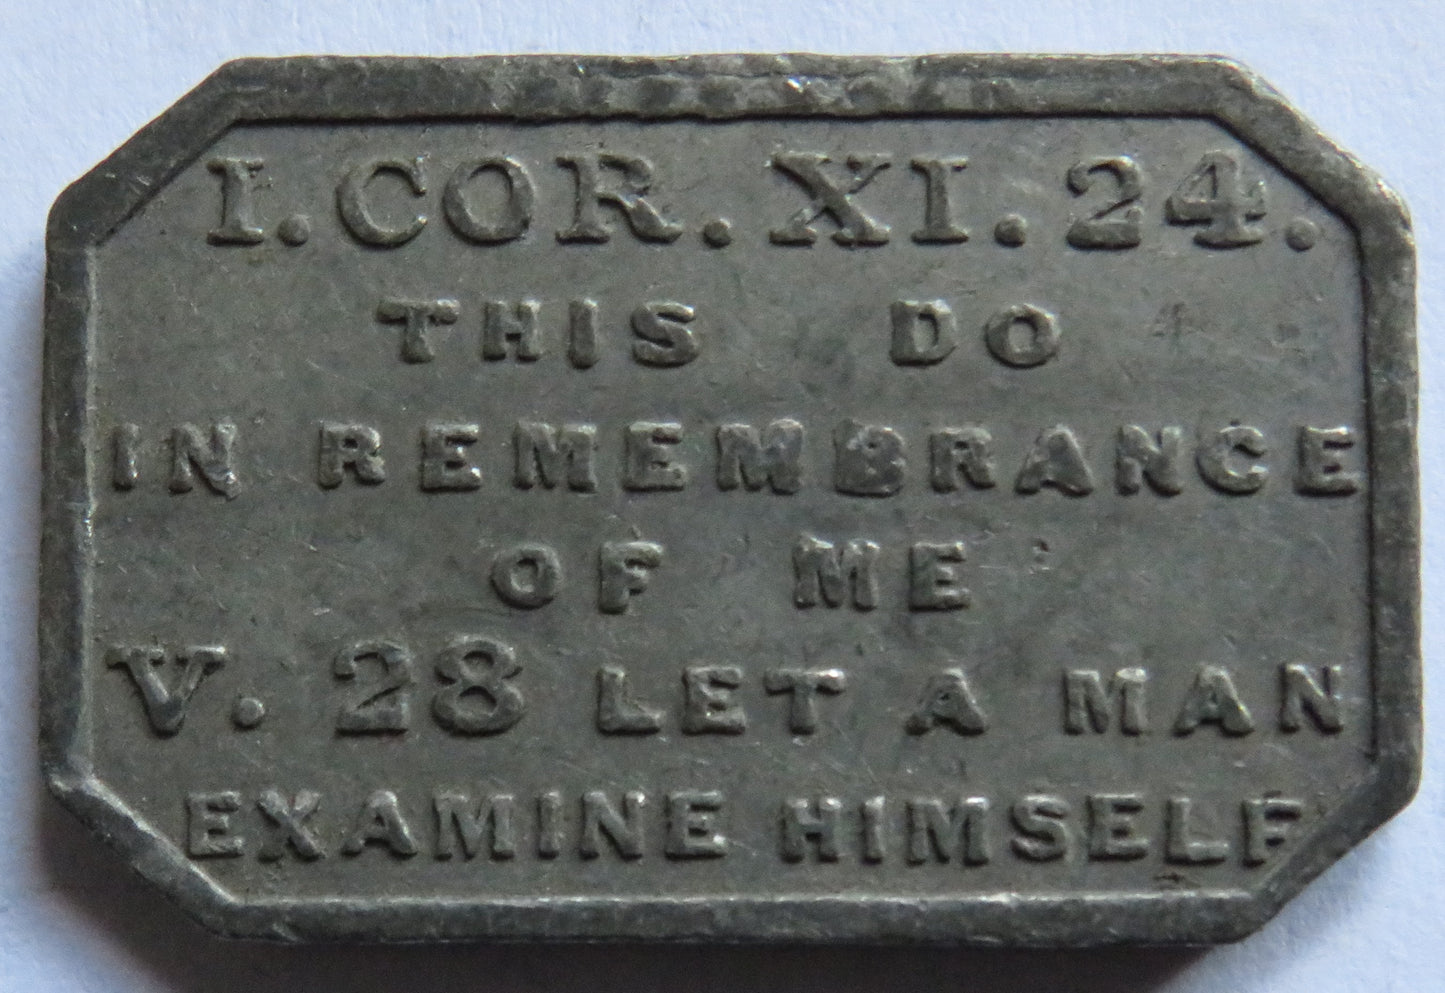 I. COR. XI. 24.
THIS DO
IN REMEMBRANCE
OF ME
V. 28 LET A MAN
EXAMINE HIMSELF